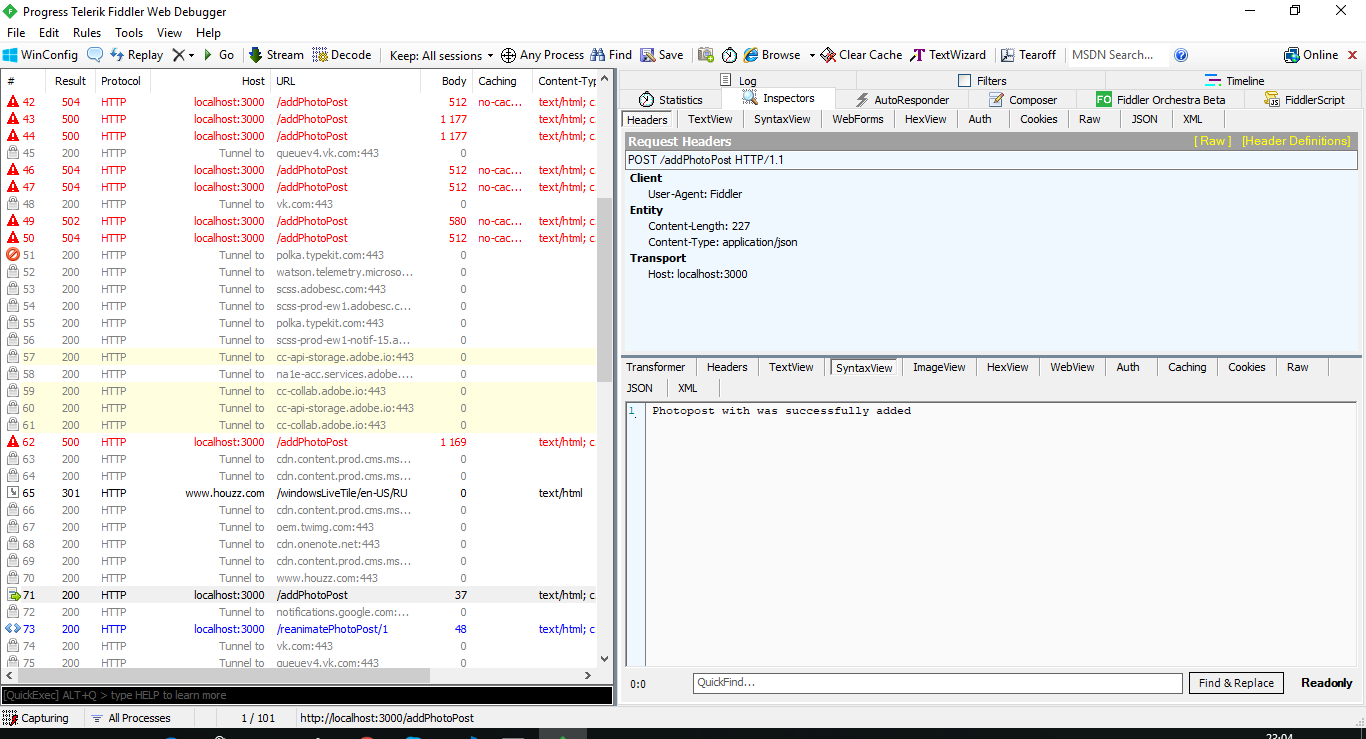 Progress Telerik Fiddler Web Debugger
File Edit Rules Tools View Help
WinConfig Replay Go Stream Decode Keep: All sessions Any Process Find Save Browse Clear Cache TextWizard Tearoff MSDN Search... Online
# Result Protocol Host URL Body Caching Content-Typ
42 504 HTTP localhost:3000 /addPhotoPost 512 no-cac... text/html; c
43 500 HTTP localhost:3000 /addPhotoPost 1 177 text/html; c
44 500 HTTP localhost:3000 /addPhotoPost 1 177 text/html; c
45 200 HTTP Tunnel to queuev4.vk.com:443 0
46 504 HTTP localhost:3000 /addPhotoPost 512 no-cac... text/html; c
47 504 HTTP localhost:3000 /addPhotoPost 512 no-cac... text/html; c
48 200 HTTP Tunnel to vk.com:443 0
49 502 HTTP localhost:3000 /addPhotoPost 580 no-cac... text/html; c
50 504 HTTP localhost:3000 /addPhotoPost 512 no-cac... text/html; c
51 200 HTTP Tunnel to polka.typekit.com:443 0
52 200 HTTP Tunnel to watson.telemetry.microso... 0
53 200 HTTP Tunnel to scss.adobesc.com:443 0
54 200 HTTP Tunnel to scss-prod-ew1.adobesc.c... 0
55 200 HTTP Tunnel to polka.typekit.com:443 0
56 200 HTTP Tunnel to scss-prod-ew1-notif-15.a... 0
57 200 HTTP Tunnel to cc-api-storage.adobe.io:443 0
58 200 HTTP Tunnel to na1e-acc.services.adobe.... 0
59 200 HTTP Tunnel to cc-collab.adobe.io:443 0
60 200 HTTP Tunnel to cc-api-storage.adobe.io:443 0
61 200 HTTP Tunnel to cc-collab.adobe.io:443 0
62 500 HTTP localhost:3000 /addPhotoPost 1 169 text/html; c
63 200 HTTP Tunnel to cdn.content.prod.cms.ms... 0
64 200 HTTP Tunnel to cdn.content.prod.cms.ms... 0
65 301 HTTP www.houzz.com /windowsLiveTile/en-US/RU 0 text/html
66 200 HTTP Tunnel to cdn.content.prod.cms.ms... 0
67 200 HTTP Tunnel to oem.twimg.com:443 0
68 200 HTTP Tunnel to cdn.onenote.net:443 0
69 200 HTTP Tunnel to cdn.content.prod.cms.ms... 0
70 200 HTTP Tunnel to www.houzz.com:443 0
71 200 HTTP localhost:3000 /addPhotoPost 37 text/html; c
72 200 HTTP Tunnel to notifications.google.com:... 0
73 200 HTTP localhost:3000 /reanimatePhotoPost/1 48 text/html; c
74 200 HTTP Tunnel to vk.com:443 0
75 200 HTTP Tunnel to queuev4.vk.com:443 0
[QuickExec] ALT+Q > type HELP to learn more
Log Filters Timeline
Statistics Inspectors AutoResponder Composer FO Fiddler Orchestra Beta FiddlerScript
Headers TextView SyntaxView WebForms HexView Auth Cookies Raw JSON XML
Request Headers [ Raw ] [Header Definitions]
POST /addPhotoPost HTTP/1.1
Client
User-Agent: Fiddler
Entity
Content-Length: 227
Content-Type: application/json
Transport
Host: localhost:3000
Transformer Headers TextView SyntaxView ImageView HexView WebView Auth Caching Cookies Raw
JSON XML
1 Photopost with was successfully added
0:0 QuickFind... Find & Replace Readonly
Capturing All Processes 1 / 101 http://localhost:3000/addPhotoPost